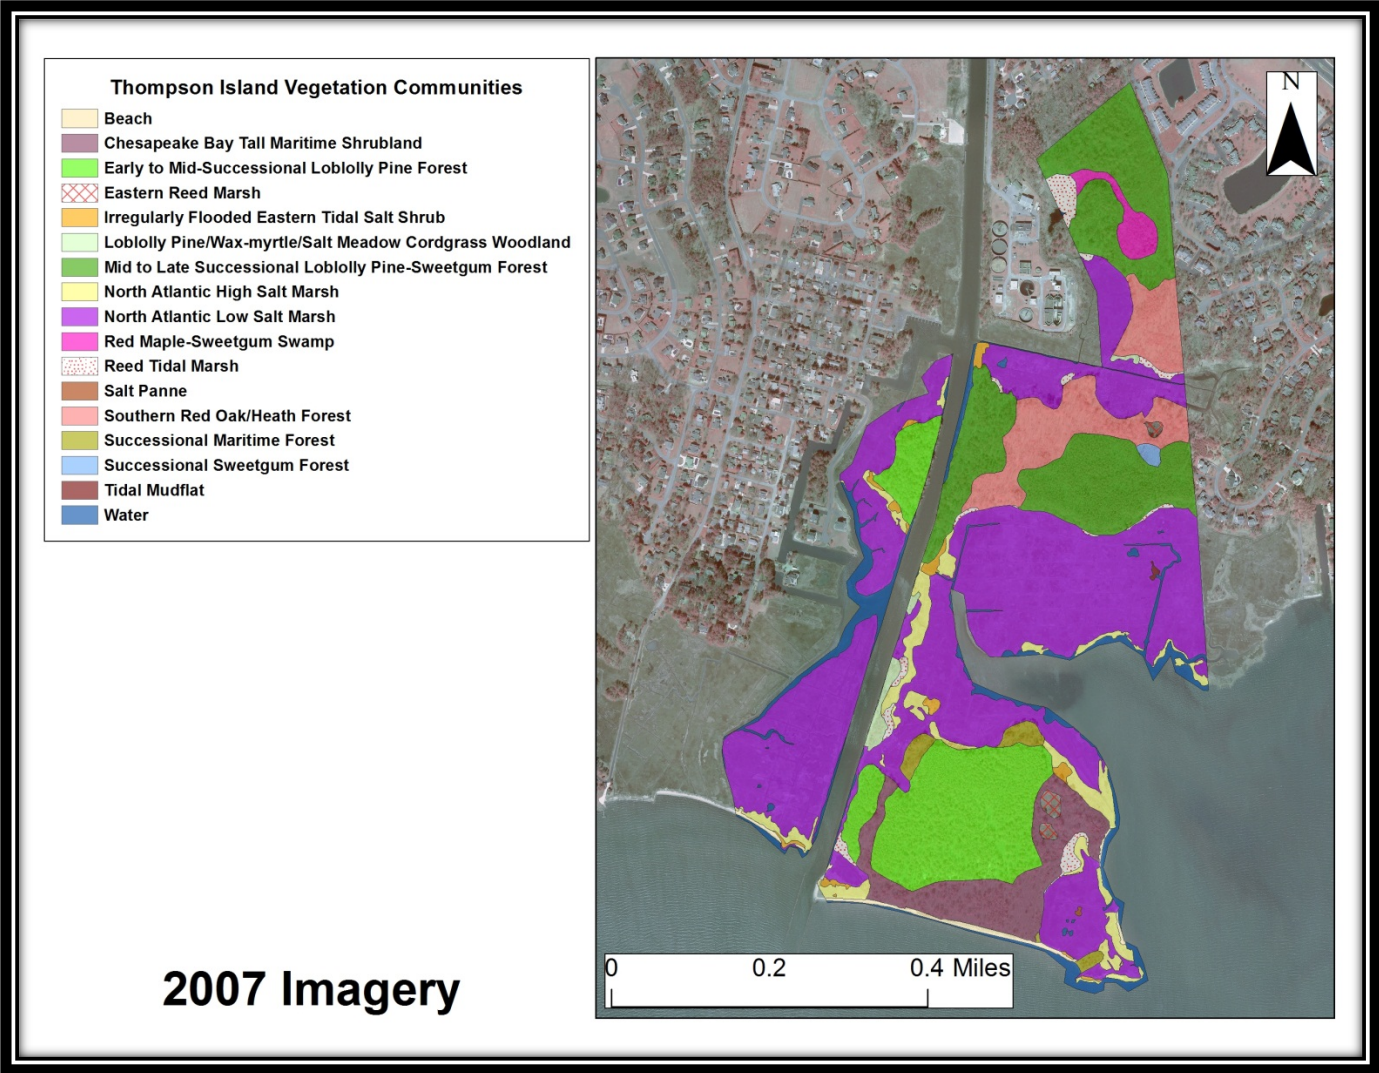 Thompson Island Vegetation Communities
Beach
Chesapeake Bay Tall Maritime Shrubland
Early to Mid-Successional Loblolly Pine Forest
Eastern Reed Marsh
Irregularly Flooded Eastern Tidal Salt Shrub
Loblolly Pine/Wax-myrtle/Salt Meadow Cordgrass Woodland
Mid to Late Successional Loblolly Pine-Sweetgum Forest
North Atlantic High Salt Marsh
North Atlantic Low Salt Marsh
Red Maple-Sweetgum Swamp
Reed Tidal Marsh
Salt Panne
Southern Red Oak/Heath Forest
Successional Maritime Forest
Successional Sweetgum Forest
Tidal Mudflat
Water
2007 Imagery
N
0 0.2 0.4 Miles